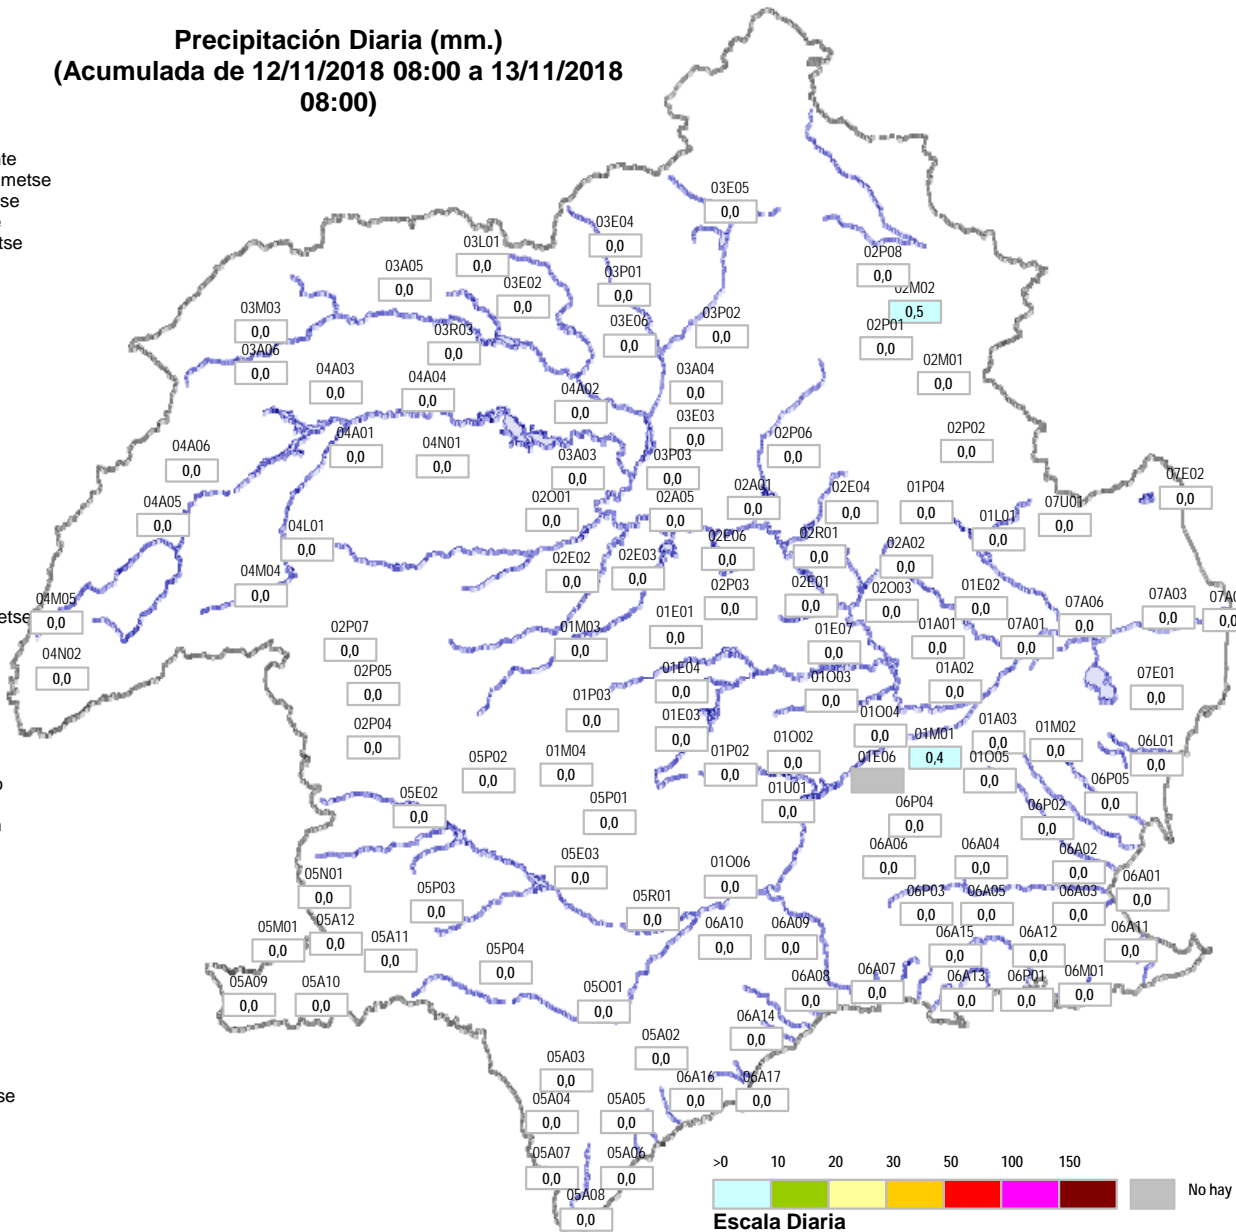 Precipitación Diaria (mm.)
(Acumulada de 12/11/2018 08:00 a 13/11/2018
08:00)
nte
metse
se
e
tse
03E05
0,0
03E04
0,0
03L01
0,0
02P08
0,0
03A05
0,0
03E02
0,0
03P01
0,0
02M02
0,5
03M03
0,0
03R03
0,0
03E06
0,0
03P02
0,0
02P01
0,0
03A06
0,0
04A03
0,0
04A04
0,0
04A02
0,0
03A04
0,0
02M01
0,0
03E03
0,0
04A06
0,0
04A01
0,0
04N01
0,0
03A03
0,0
03P03
0,0
02P06
0,0
02P02
0,0
07E02
0,0
04A05
0,0
02O01
0,0
02A05
0,0
02A01
0,0
02E04
0,0
01P04
0,0
01L01
0,0
07U01
0,0
04L01
0,0
02E06
0,0
02R01
0,0
02A02
0,0
04M04
0,0
02E02
0,0
02E03
0,0
02P03
0,0
02E01
0,0
02O03
0,0
01E02
0,0
04M05
0,0
etse
01E01
0,0
07A06
0,0
07A03
0,0
07A0
0,0
02P07
0,0
01M03
0,0
01E07
0,0
01A01
0,0
07A01
0,0
04N02
0,0
02P05
0,0
01E04
0,0
01O03
0,0
01A02
0,0
07E01
0,0
01P03
0,0
02P04
0,0
01E03
0,0
01O04
0,0
01M01
0,4
01A03
0,0
01M02
0,0
06L01
0,0
05P02
0,0
01M04
0,0
01P02
0,0
01O02
0,0
01E06
01O05
0,0
o
n
05E02
0,0
05P01
0,0
01U01
0,0
06P04
0,0
06P02
0,0
06P05
0,0
05E03
0,0
01O06
0,0
06A06
0,0
06A04
0,0
06A02
0,0
05N01
0,0
05P03
0,0
05R01
0,0
06P03
0,0
06A05
0,0
06A03
0,0
06A01
0,0
05M01
0,0
05A12
0,0
05A11
0,0
05P04
0,0
06A10
0,0
06A09
0,0
06A15
0,0
06A12
0,0
06A11
0,0
05A09
0,0
05A10
0,0
05O01
0,0
06A08
0,0
06A07
0,0
06A13
0,0
06P01
0,0
06M01
0,0
06A14
0,0
05A02
0,0
05A03
0,0
06A16
0,0
06A17
0,0
se
05A04
0,0
05A05
0,0
05A07
0,0
05A06
0,0
05A08
0,0
>0 10 20 30 50 100 150
No hay
Escala Diaria